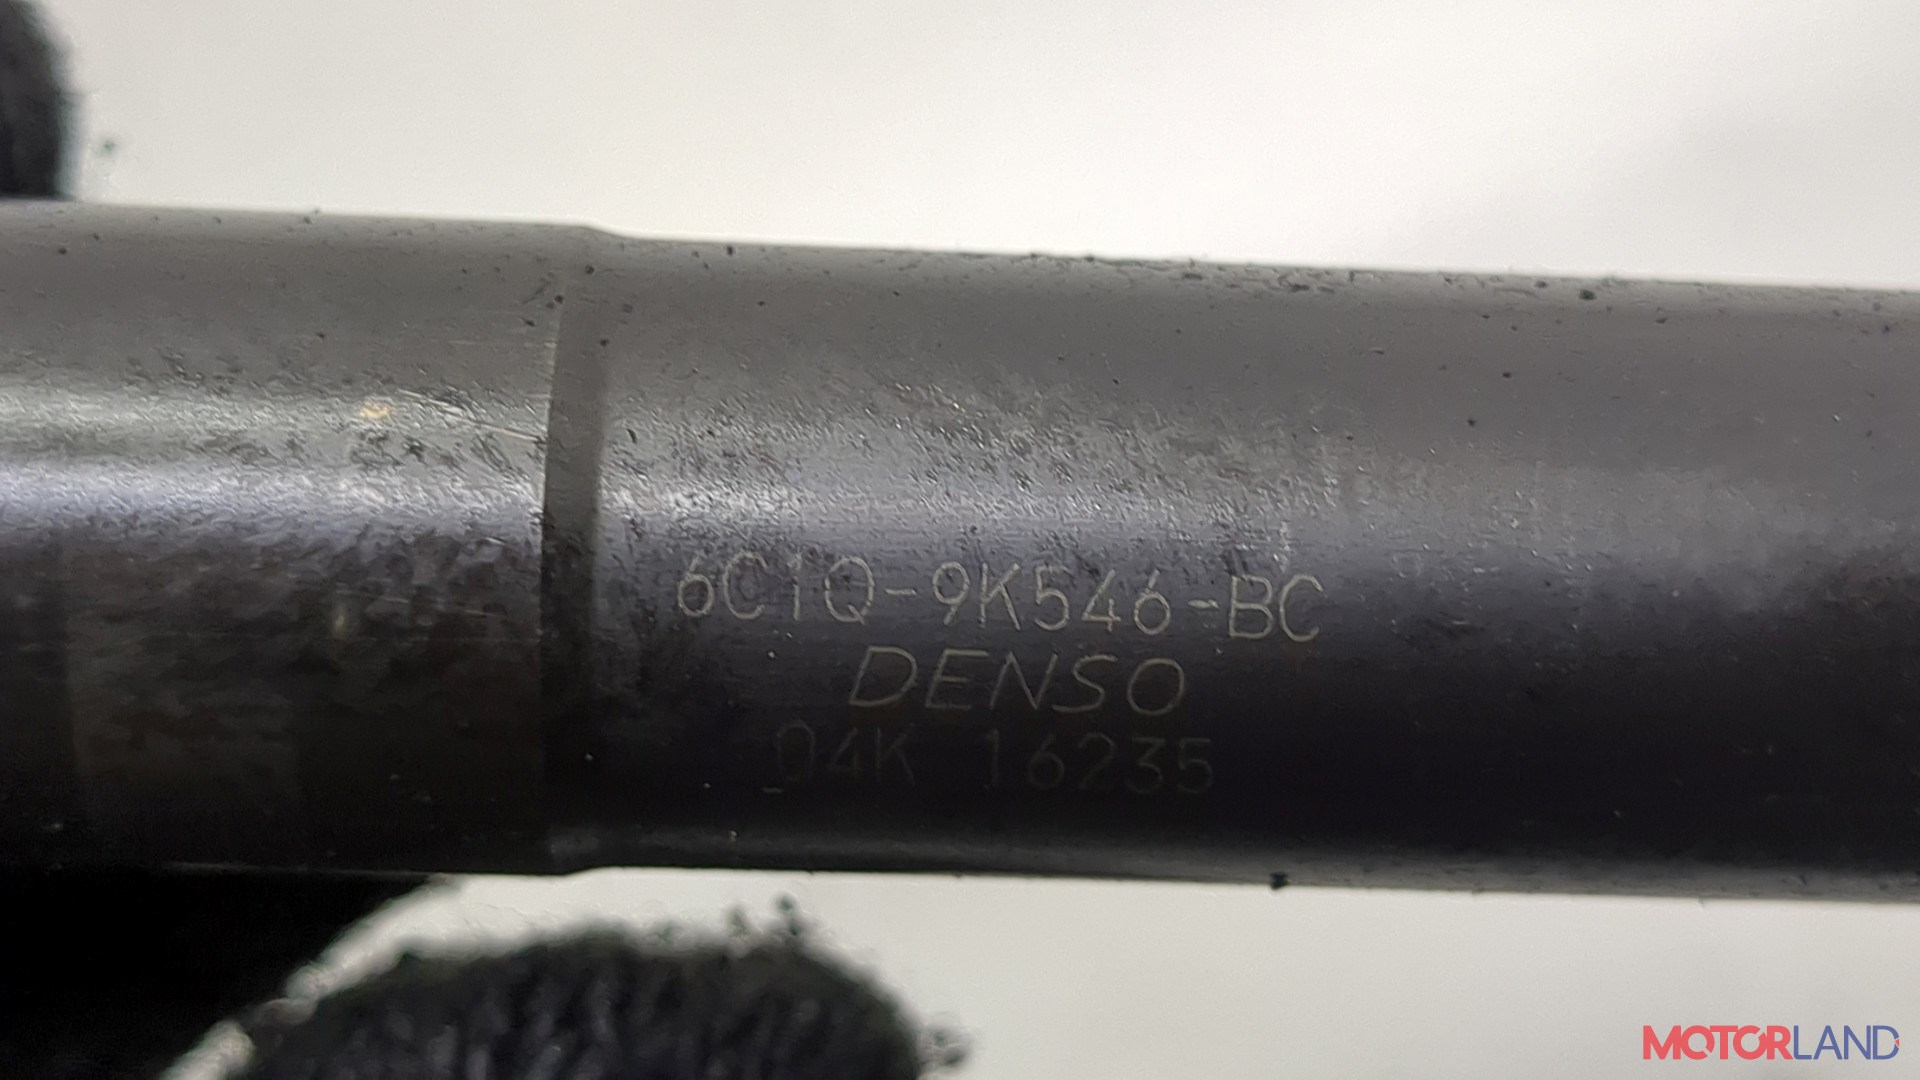 6C1Q-9K546-BC
DENSO
04K 16235
MOTORLAND